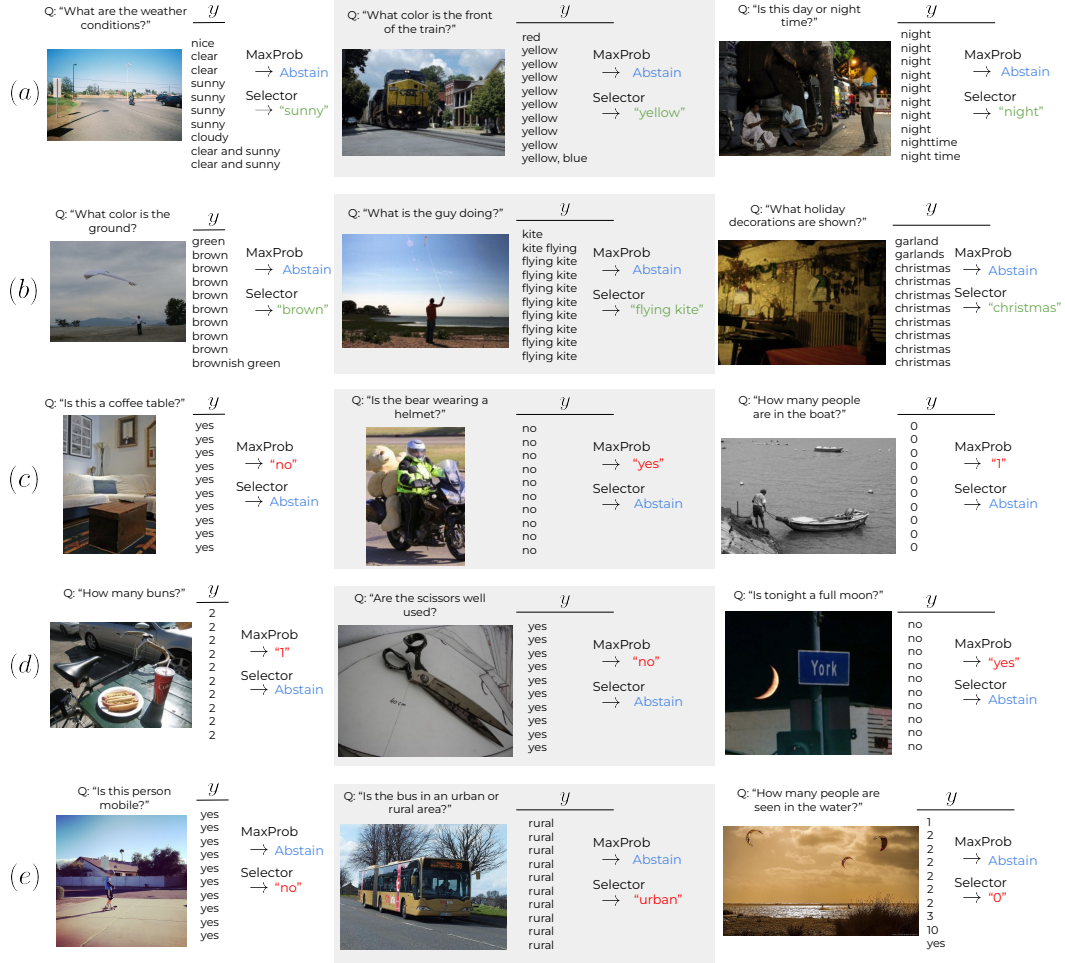 Q: “What are the weather
conditions?”
y
nice
clear
clear
sunny
sunny
sunny
sunny
cloudy
clear and sunny
clear and sunny
MaxProb
→ Abstain
Selector
→ “sunny”
Q: “What color is the front
of the train?”
y
red
yellow
yellow
yellow
yellow
yellow
yellow
yellow
yellow
yellow, blue
MaxProb
→ Abstain
Selector
→ “yellow”
Q: “Is this day or night
time?”
y
night
night
night
night
night
night
night
night
nighttime
night time
MaxProb
→ Abstain
Selector
→ “night”
(a)
Q: “What color is the
ground?
y
green
brown
brown
brown
brown
brown
brown
brown
brown
brownish green
MaxProb
→ Abstain
Selector
→ “brown”
Q: “What is the guy doing?”
y
kite
kite flying
flying kite
flying kite
flying kite
flying kite
flying kite
flying kite
flying kite
flying kite
MaxProb
→ Abstain
Selector
→ “flying kite”
Q: “What holiday
decorations are shown?”
y
garland
garlands
christmas
christmas
christmas
christmas
christmas
christmas
christmas
christmas
MaxProb
→ Abstain
Selector
→ “christmas”
(b)
Q: “Is this a coffee table?”
y
yes
yes
yes
yes
yes
yes
yes
yes
yes
yes
MaxProb
→ “no”
Selector
→ Abstain
Q: “Is the bear wearing a
helmet?”
y
no
no
no
no
no
no
no
no
no
no
MaxProb
→ “yes”
Selector
→ Abstain
Q: “How many people
are in the boat?”
y
0
0
0
0
0
0
0
0
0
0
MaxProb
→ “1”
Selector
→ Abstain
(c)
Q: “How many buns?”
y
2
2
2
2
2
2
2
2
2
2
MaxProb
→ “1”
Selector
→ Abstain
Q: “Are the scissors well
used?
40 cm
y
yes
yes
yes
yes
yes
yes
yes
yes
yes
yes
MaxProb
→ “no”
Selector
→ Abstain
Q: “Is tonight a full moon?”
York
y
no
no
no
no
no
no
no
no
no
no
MaxProb
→ “yes”
Selector
→ Abstain
(d)
Q: “Is this person
mobile?”
y
yes
yes
yes
yes
yes
yes
yes
yes
yes
yes
MaxProb
→ Abstain
Selector
→ “no”
Q: “Is the bus in an urban or
rural area?”
y
rural
rural
rural
rural
rural
rural
rural
rural
rural
rural
MaxProb
→ Abstain
Selector
→ “urban”
Q: “How many people are
seen in the water?”
y
1
2
2
2
2
2
2
3
10
yes
MaxProb
→ Abstain
Selector
→ “0”
(e)